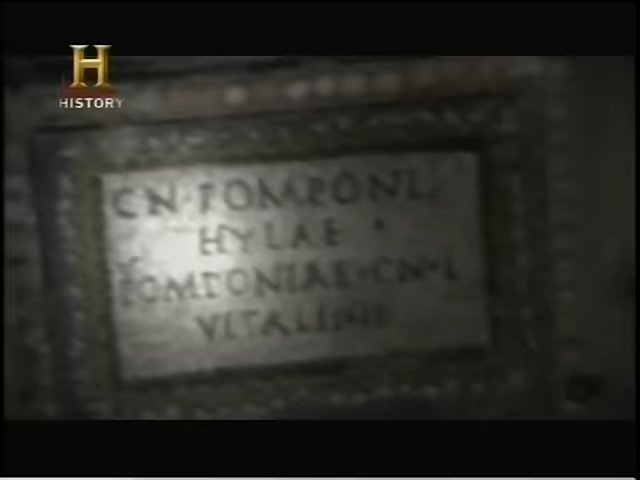 H
HISTORY
CN·POMPONI
HYLAE ·
POMPONIAE·CN·L
VITALINIS